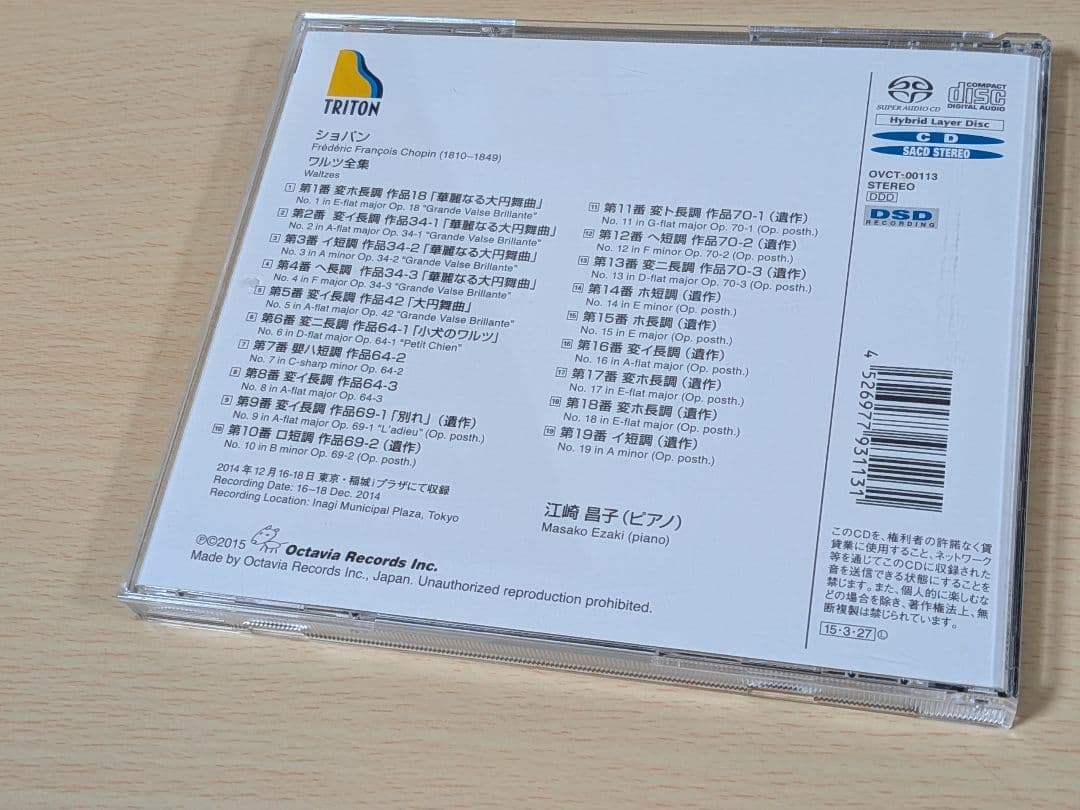 TRITON
ショパン
Frédéric François Chopin (1810–1849)
ワルツ全集
Waltzes
1 第1番 変ホ長調 作品18「華麗なる大円舞曲」
No. 1 in E-flat major Op. 18 "Grande Valse Brillante"
2 第2番 変イ長調 作品34-1「華麗なる大円舞曲」
No. 2 in A-flat major Op. 34-1 "Grande Valse Brillante"
3 第3番 イ短調 作品34-2「華麗なる大円舞曲」
No. 3 in A minor Op. 34-2 "Grande Valse Brillante"
4 第4番 ヘ長調 作品34-3「華麗なる大円舞曲」
No. 4 in F major Op. 34-3 "Grande Valse Brillante"
5 第5番 変イ長調 作品42「大円舞曲」
No. 5 in A-flat major Op. 42 "Grande Valse Brillante"
6 第6番 変ニ長調 作品64-1「小犬のワルツ」
No. 6 in D-flat major Op. 64-1 "Petit Chien"
7 第7番 嬰ハ短調 作品64-2
No. 7 in C-sharp minor Op. 64-2
8 第8番 変イ長調 作品64-3
No. 8 in A-flat major Op. 64-3
9 第9番 変イ長調 作品69-1「別れ」（遺作）
No. 9 in A-flat major Op. 69-1 "L'adieu" (Op. posth.)
10 第10番 ロ短調 作品69-2（遺作）
No. 10 in B minor Op. 69-2 (Op. posth.)
11 第11番 変ト長調 作品70-1（遺作）
No. 11 in G-flat major Op. 70-1 (Op. posth.)
12 第12番 ヘ短調 作品70-2（遺作）
No. 12 in F minor Op. 70-2 (Op. posth.)
13 第13番 変ニ長調 作品70-3（遺作）
No. 13 in D-flat major Op. 70-3 (Op. posth.)
14 第14番 ホ短調（遺作）
No. 14 in E minor (Op. posth.)
15 第15番 ホ長調（遺作）
No. 15 in E major (Op. posth.)
16 第16番 変イ長調（遺作）
No. 16 in A-flat major (Op. posth.)
17 第17番 変ホ長調（遺作）
No. 17 in E-flat major (Op. posth.)
18 第18番 変ホ長調（遺作）
No. 18 in E-flat major (Op. posth.)
19 第19番 イ短調（遺作）
No. 19 in A minor (Op. posth.)
2014年12月16-18日 東京・稲城iプラザにて収録
Recording Date: 16–18 Dec. 2014
Recording Location: Inagi Municipal Plaza, Tokyo
江崎 昌子（ピアノ）
Masako Ezaki (piano)
℗©2015 Octavia Records Inc.
Made by Octavia Records Inc., Japan. Unauthorized reproduction prohibited.
SUPER AUDIO CD
COMPACT disc DIGITAL AUDIO
Hybrid Layer Disc
CD
SACD STEREO
OVCT-00113
STEREO
DDD
DSD
RECORDING
4 526977 931131
このCDを、権利者の許諾なく賃
貸業に使用すること、ネットワーク
等を通じてこのCDに収録された
音を送信できる状態にすることを
禁じます。また、個人的に楽しむな
どの場合を除き、著作権法上、無
断複製は禁じられています。
15·3·27 Ⓛ